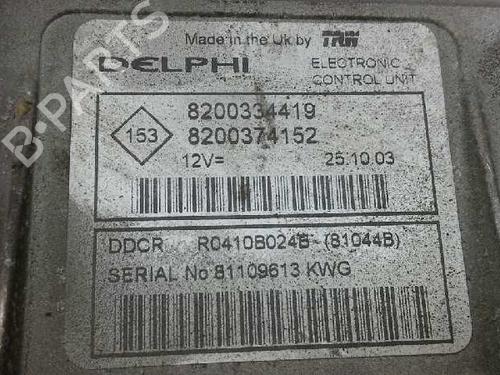 Made in the Uk by TRW
DELPHI
ELECTRONIC
CONTROL UNIT
153
8200334419
8200374152
12V=
25.10.03
DDCR R0410B024B (81044B)
SERIAL No 81109613 KWG
B-PARTS